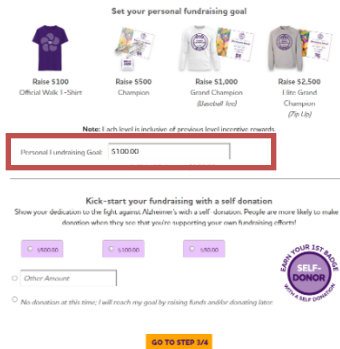 Set your personal fundraising goal
Raise $100
Official Walk T-Shirt
Raise $500
Champion
Raise $1,000
Grand Champion
(Baseball Tee)
Raise $2,500
Elite Grand
Champion
(Zip Up)
Note: Each level is inclusive of previous level incentive rewards.
Personal Fundraising Goal: $100.00
Kick-start your fundraising with a self donation
Show your dedication to the fight against Alzheimer's with a self donation. People are more likely to make
donation when they see that you're supporting your own fundraising efforts!
$500.00
$100.00
$50.00
Other Amount
No donation at this time; I will reach my goal by raising funds and/or donating later.
EARN YOUR 1ST BADGE
SELF-
DONOR
WITH A SELF DONATION
GO TO STEP 3/4